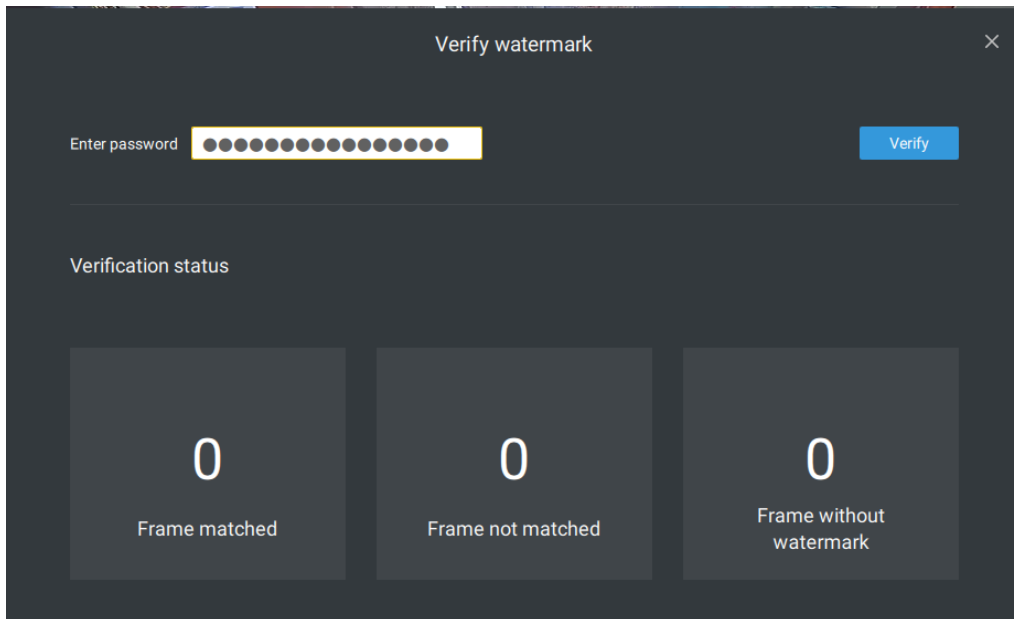 Verify watermark
Enter password
Verify
Verification status
0
Frame matched
0
Frame not matched
0
Frame without
watermark